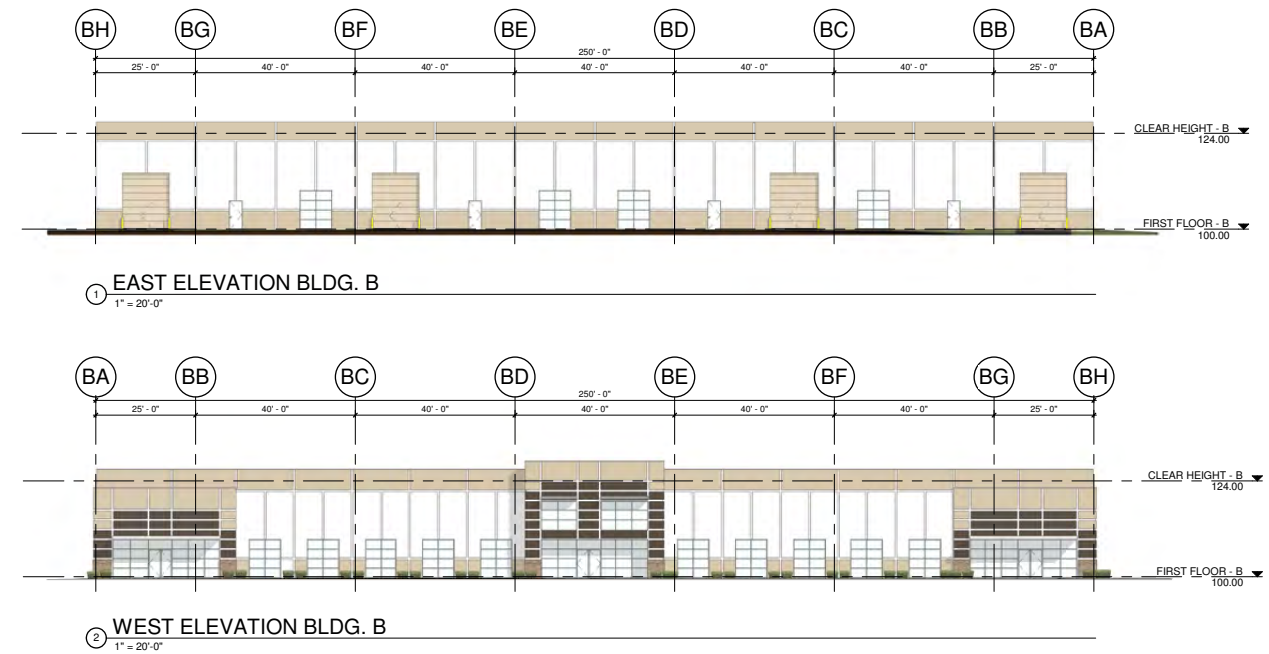 BH BG BF BE BD BC BB BA
250' - 0"
25' - 0" 40' - 0" 40' - 0" 40' - 0" 40' - 0" 40' - 0" 25' - 0"
CLEAR HEIGHT - B
124.00
FIRST FLOOR - B
100.00
1 EAST ELEVATION BLDG. B
1" = 20'-0"
BA BB BC BD BE BF BG BH
250' - 0"
25' - 0" 40' - 0" 40' - 0" 40' - 0" 40' - 0" 40' - 0" 25' - 0"
CLEAR HEIGHT - B
124.00
FIRST FLOOR - B
100.00
2 WEST ELEVATION BLDG. B
1" = 20'-0"